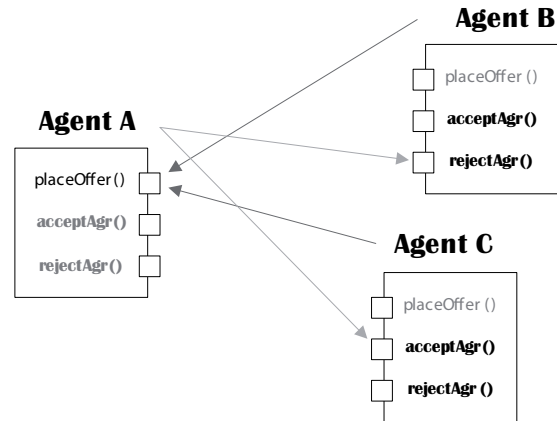 Agent B
placeOffer ()
acceptAgr()
rejectAgr()
Agent A
placeOffer ()
acceptAgr()
rejectAgr()
Agent C
placeOffer ()
acceptAgr()
rejectAgr ()